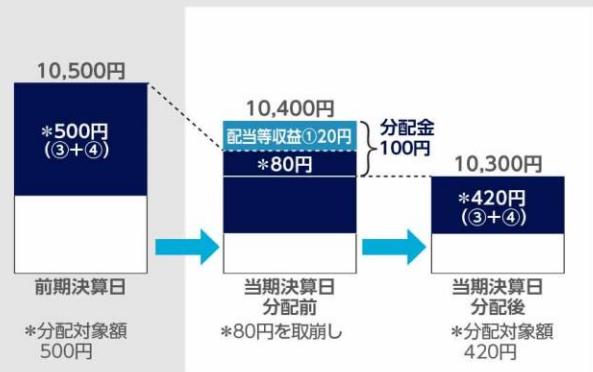 10,500円
*500円
(③+④)
前期決算日
*分配対象額
500円
10,400円
配当等収益①20円
*80円
分配金
100円
当期決算日
分配前
*80円を取崩し
10,300円
*420円
(③+④)
当期決算日
分配後
*分配対象額
420円